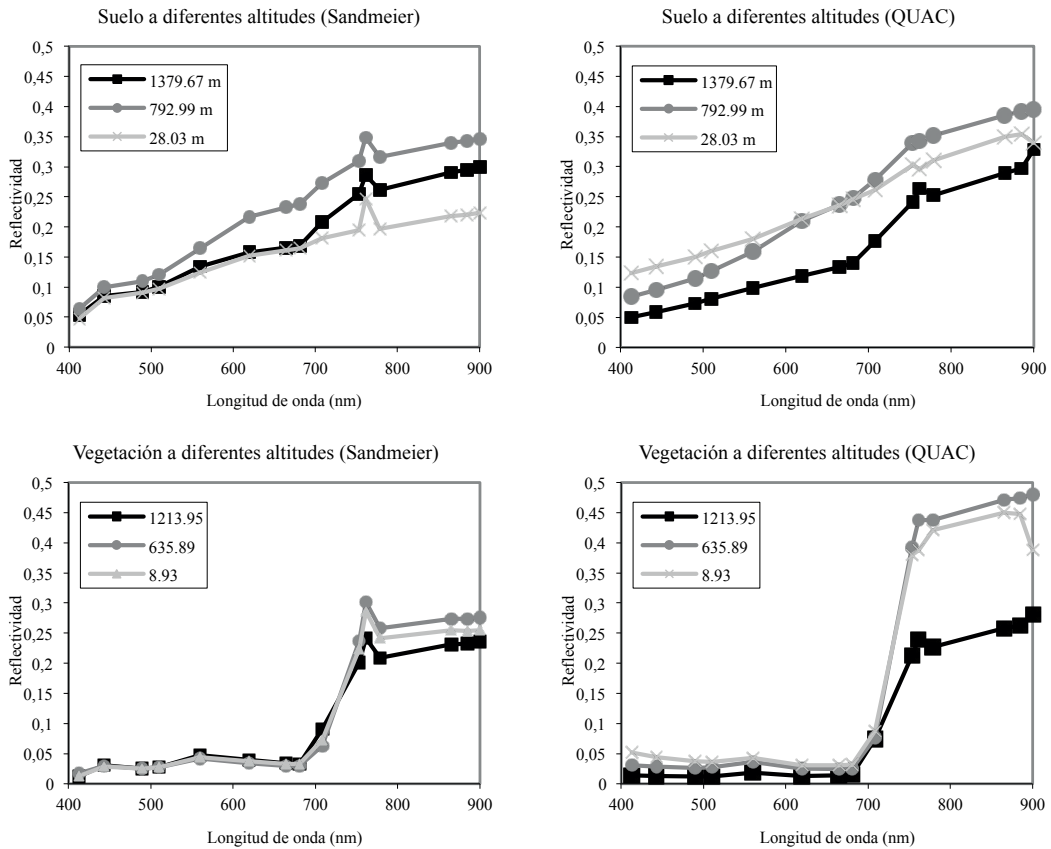 Suelo a diferentes altitudes (Sandmeier)
0,5
0,45
0,4
0,35
0,3
0,25
0,2
0,15
0,1
0,05
0
Reflectividad
1379.67 m
792.99 m
28.03 m
400 500 600 700 800 900
Longitud de onda (nm)
Suelo a diferentes altitudes (QUAC)
0,5
0,45
0,4
0,35
0,3
0,25
0,2
0,15
0,1
0,05
0
Reflectividad
1379.67 m
792.99 m
28.03 m
400 500 600 700 800 900
Longitud de onda (nm)
Vegetación a diferentes altitudes (Sandmeier)
0,5
0,45
0,4
0,35
0,3
0,25
0,2
0,15
0,1
0,05
0
Reflectividad
1213.95
635.89
8.93
400 500 600 700 800 900
Longitud de onda (nm)
Vegetación a diferentes altitudes (QUAC)
0,5
0,45
0,4
0,35
0,3
0,25
0,2
0,15
0,1
0,05
0
Reflectividad
1213.95
635.89
8.93
400 500 600 700 800 900
Longitud de onda (nm)